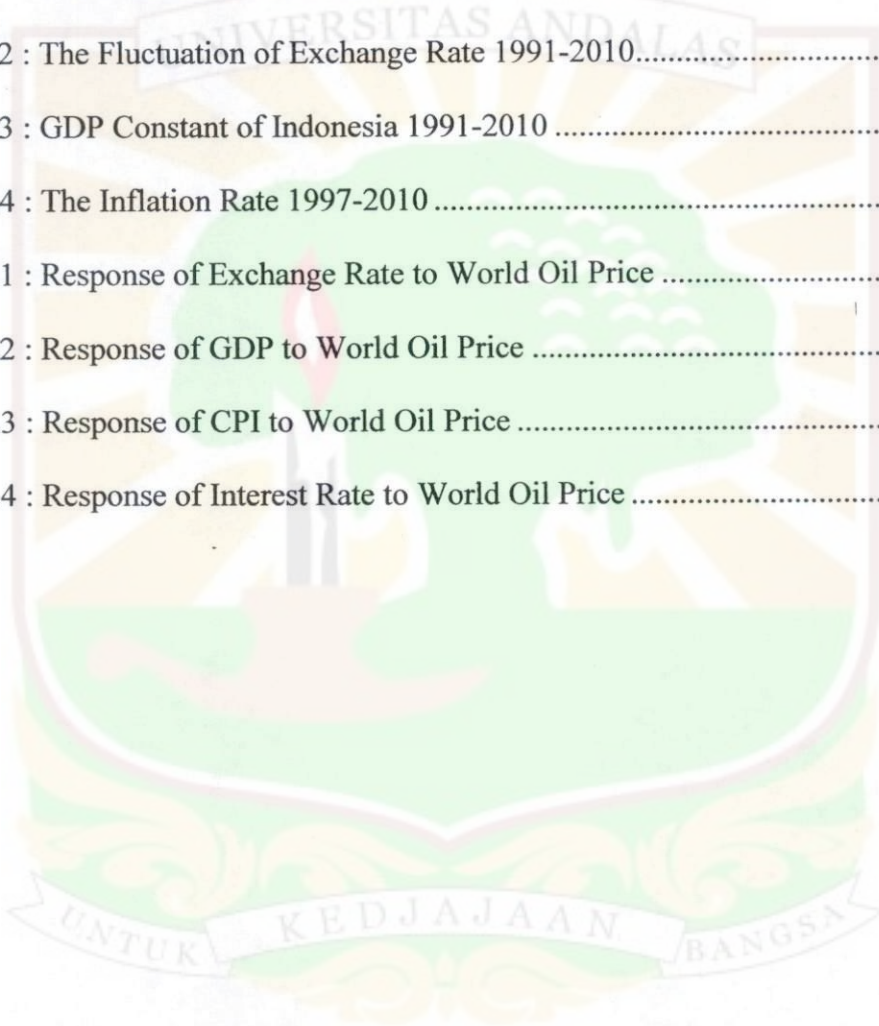 UNIVERSITAS ANDALAS
2 : The Fluctuation of Exchange Rate 1991-2010..............................
3 : GDP Constant of Indonesia 1991-2010 ........................................
4 : The Inflation Rate 1997-2010 .......................................................
1 : Response of Exchange Rate to World Oil Price ...........................
2 : Response of GDP to World Oil Price ...........................................
3 : Response of CPI to World Oil Price .............................................
4 : Response of Interest Rate to World Oil Price ...............................
UNTUK KEDJAJAAN BANGSA